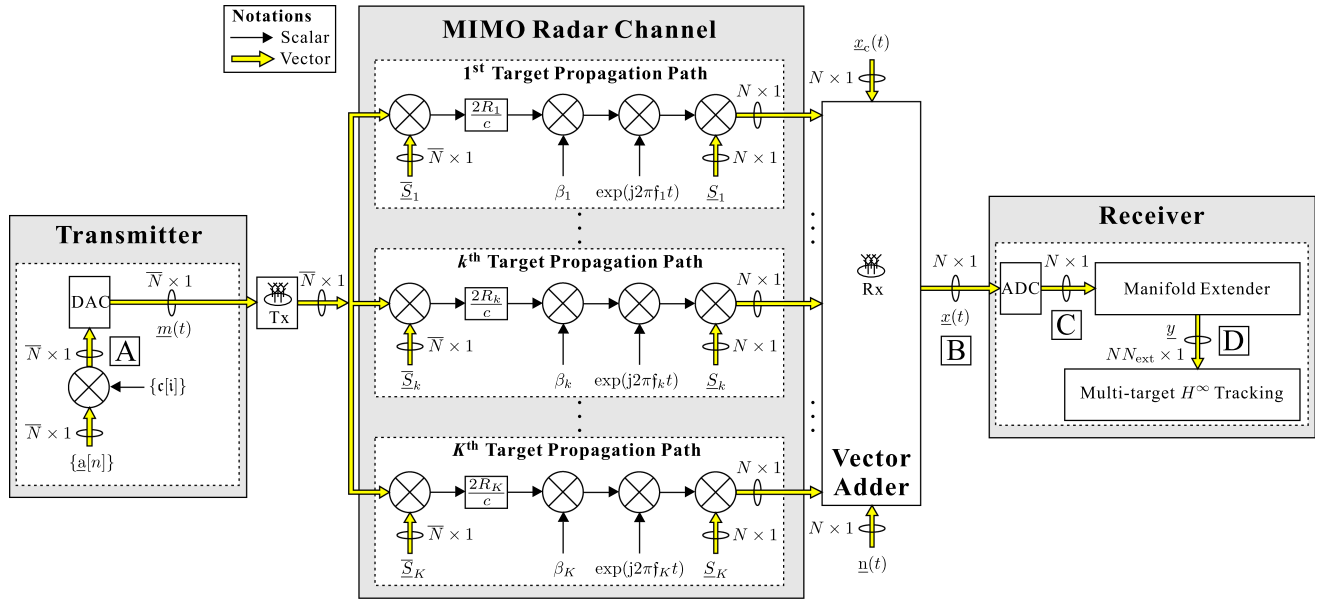 Notations
Scalar
Vector
MIMO Radar Channel
1st Target Propagation Path
N × 1
2R1/c
N̅ × 1
N × 1
S̅1
β1
exp(j2π𝔣1t)
S1
kth Target Propagation Path
N × 1
2Rk/c
N̅ × 1
N × 1
S̅k
βk
exp(j2π𝔣kt)
Sk
Kth Target Propagation Path
N × 1
2RK/c
N̅ × 1
N × 1
S̅K
βK
exp(j2π𝔣Kt)
SK
Transmitter
DAC
N̅ × 1
m(t)
N̅ × 1
A
{𝔠[i]}
N̅ × 1
{a[n]}
Tx
N̅ × 1
xc(t)
N × 1
Rx
Vector
Adder
N × 1
n(t)
N × 1
x(t)
B
Receiver
ADC
N × 1
C
Manifold Extender
y
D
NNext × 1
Multi-target H∞ Tracking